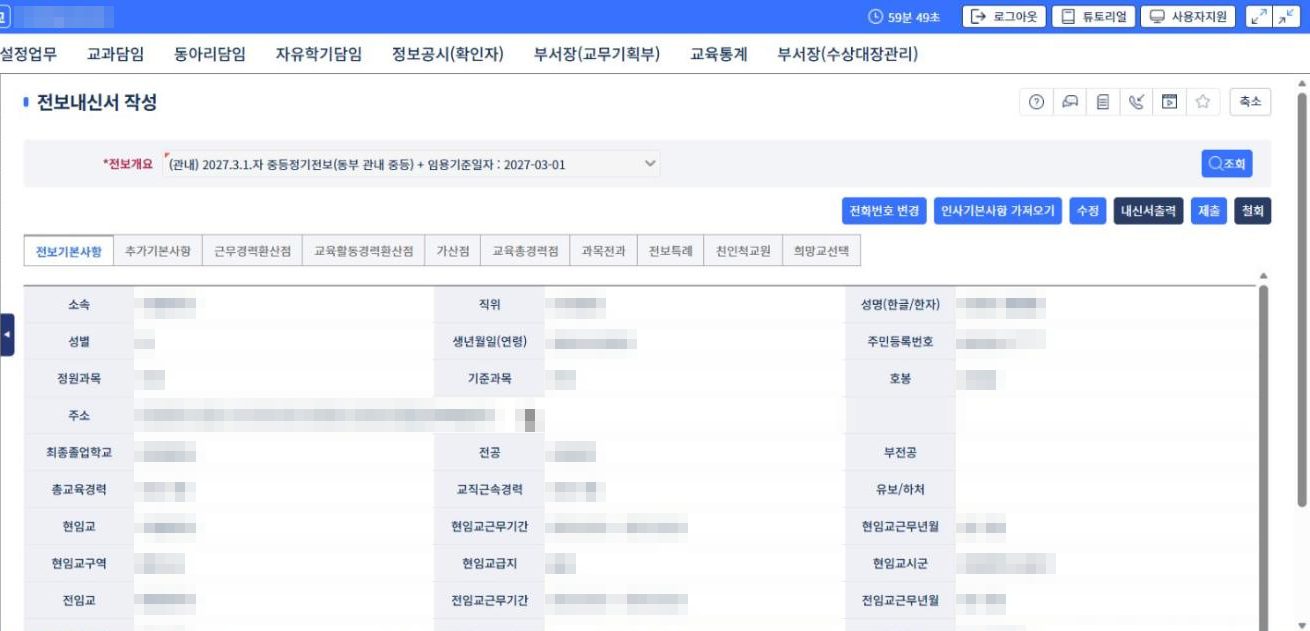 59분 49초 로그아웃 튜토리얼 사용자지원
설정업무 교과담임 동아리담임 자유학기담임 정보공시(확인자) 부서장(교무기획부) 교육통계 부서장(수상대장관리)
전보내신서 작성
축소
*전보개요 (관내) 2027.3.1.자 중등정기전보(동부 관내 중등) + 임용기준일자 : 2027-03-01 조회
전화번호 변경 인사기본사항 가져오기 수정 내신서출력 제출 철회
전보기본사항 추가기본사항 근무경력환산점 교육활동경력환산점 가산점 교육총경력점 과목전과 전보특례 친인척교원 희망교선택
소속 직위 성명(한글/한자)
성별 생년월일(연령) 주민등록번호
정원과목 기준과목 호봉
주소
최종졸업학교 전공 부전공
총교육경력 교직근속경력 유보/하처
현임교 현임교근무기간 현임교근무년월
현임교구역 현임교급지 현임교시군
전임교 전임교근무기간 전임교근무년월